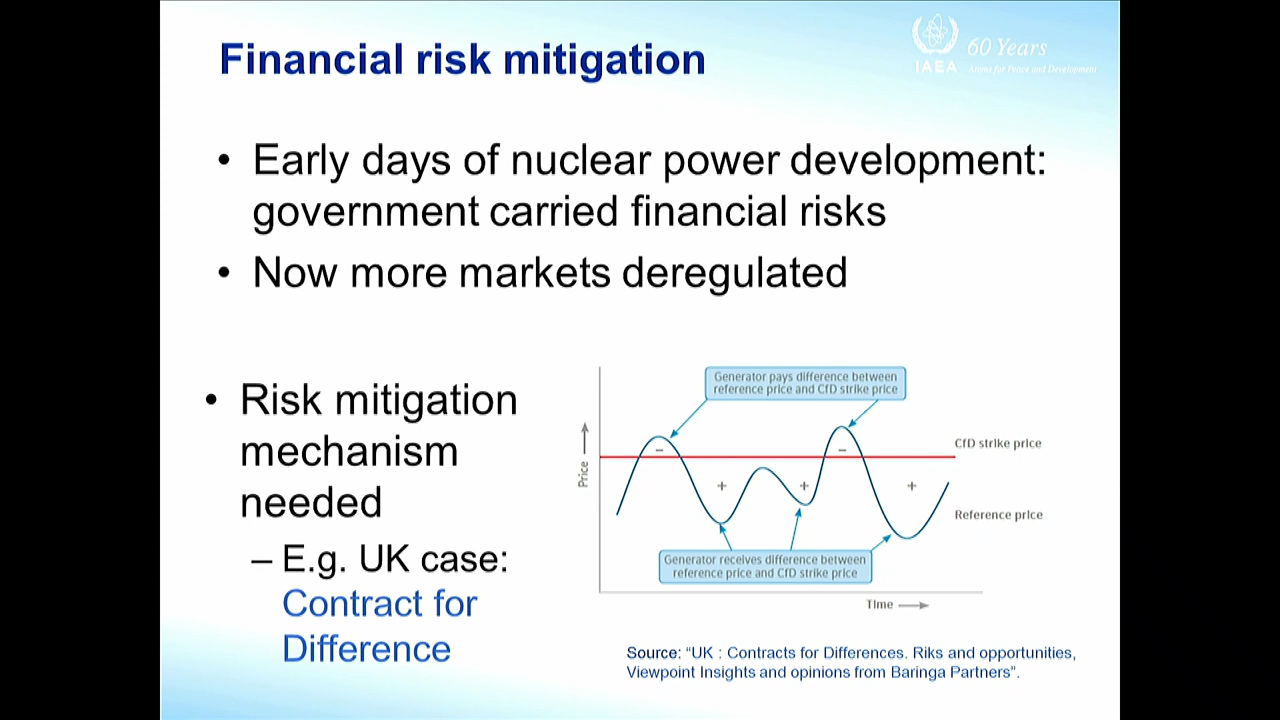 Financial risk mitigation
IAEA
60 Years
Atoms for Peace and Development
• Early days of nuclear power development:
government carried financial risks
• Now more markets deregulated
• Risk mitigation
mechanism
needed
– E.g. UK case:
Contract for
Difference
Generator pays difference between
reference price and CfD strike price
CfD strike price
Price
–
–
+
+
+
Reference price
Generator receives difference between
reference price and CfD strike price
Time
Source: “UK : Contracts for Differences. Riks and opportunities,
Viewpoint Insights and opinions from Baringa Partners”.